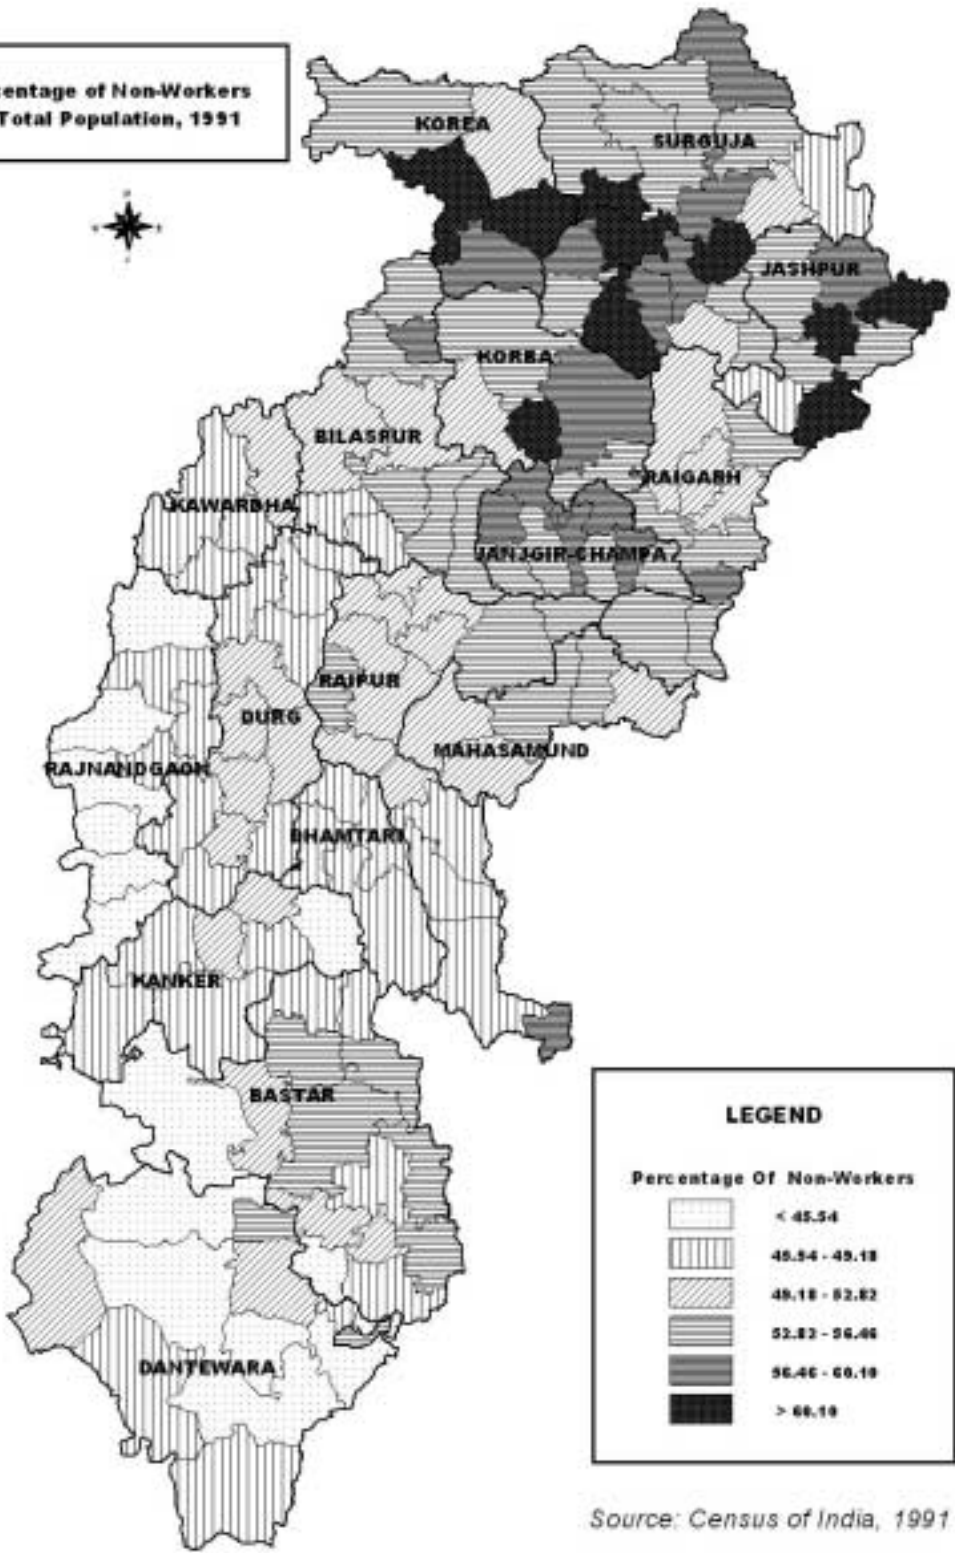 centage of Non-Workers
Total Population, 1991
KOREA
SURGUJA
JASHPUR
KORBA
BILASPUR
RAIGARH
KAWARDHA
JANJGIR-CHAMPA
RAIPUR
DURG
MAHASAMUND
RAJNANDGAON
DHAMTARI
KANKER
BASTAR
DANTEWARA
LEGEND
Percentage Of Non-Workers
< 45.54
45.54 - 49.18
49.18 - 52.82
52.82 - 56.46
56.46 - 60.10
> 60.10
Source: Census of India, 1991